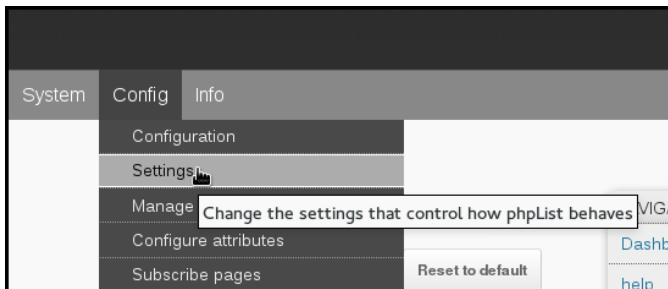 System Config Info
Configuration
Settings
Manage
Change the settings that control how phpList behaves
Configure attributes
Subscribe pages
Reset to default
Dashb
help